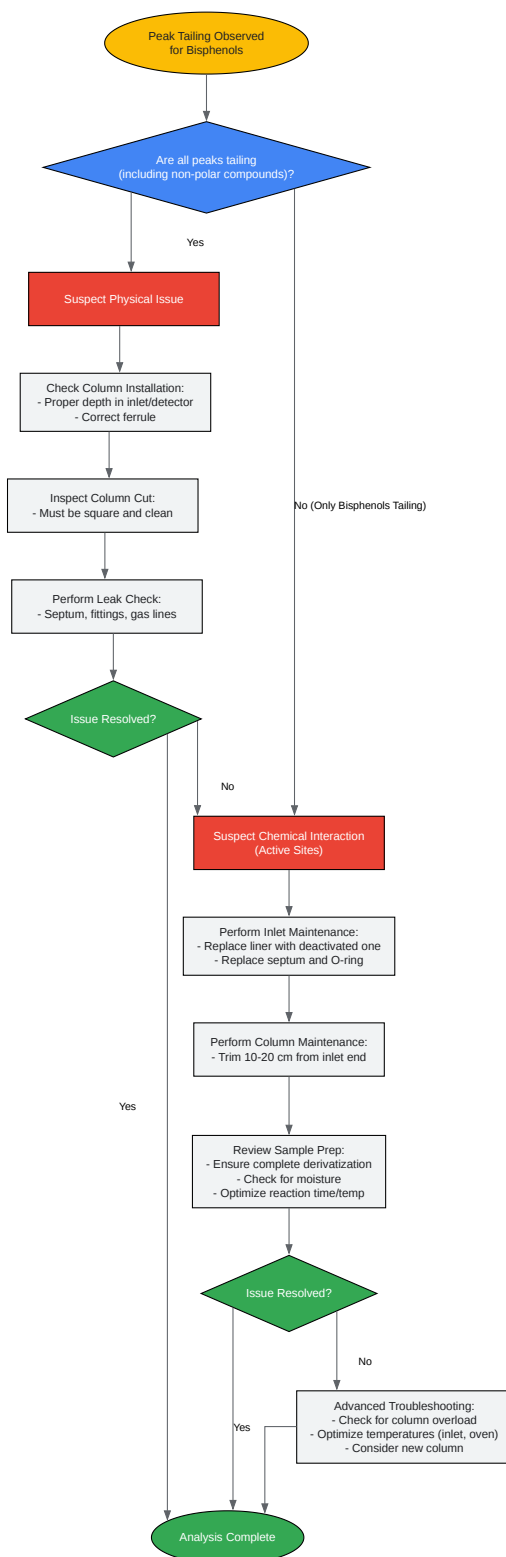 Peak Tailing Observed
for Bisphenols
Are all peaks tailing
(including non-polar compounds)?
Yes
Suspect Physical Issue
Check Column Installation:
- Proper depth in inlet/detector
- Correct ferrule
Inspect Column Cut:
- Must be square and clean
No (Only Bisphenols Tailing)
Perform Leak Check:
- Septum, fittings, gas lines
Issue Resolved?
No
Suspect Chemical Interaction
(Active Sites)
Perform Inlet Maintenance:
- Replace liner with deactivated one
- Replace septum and O-ring
Perform Column Maintenance:
- Trim 10-20 cm from inlet end
Yes
Review Sample Prep:
- Ensure complete derivatization
- Check for moisture
- Optimize reaction time/temp
Issue Resolved?
No
Advanced Troubleshooting:
- Check for column overload
- Optimize temperatures (inlet, oven)
- Consider new column
Yes
Analysis Complete